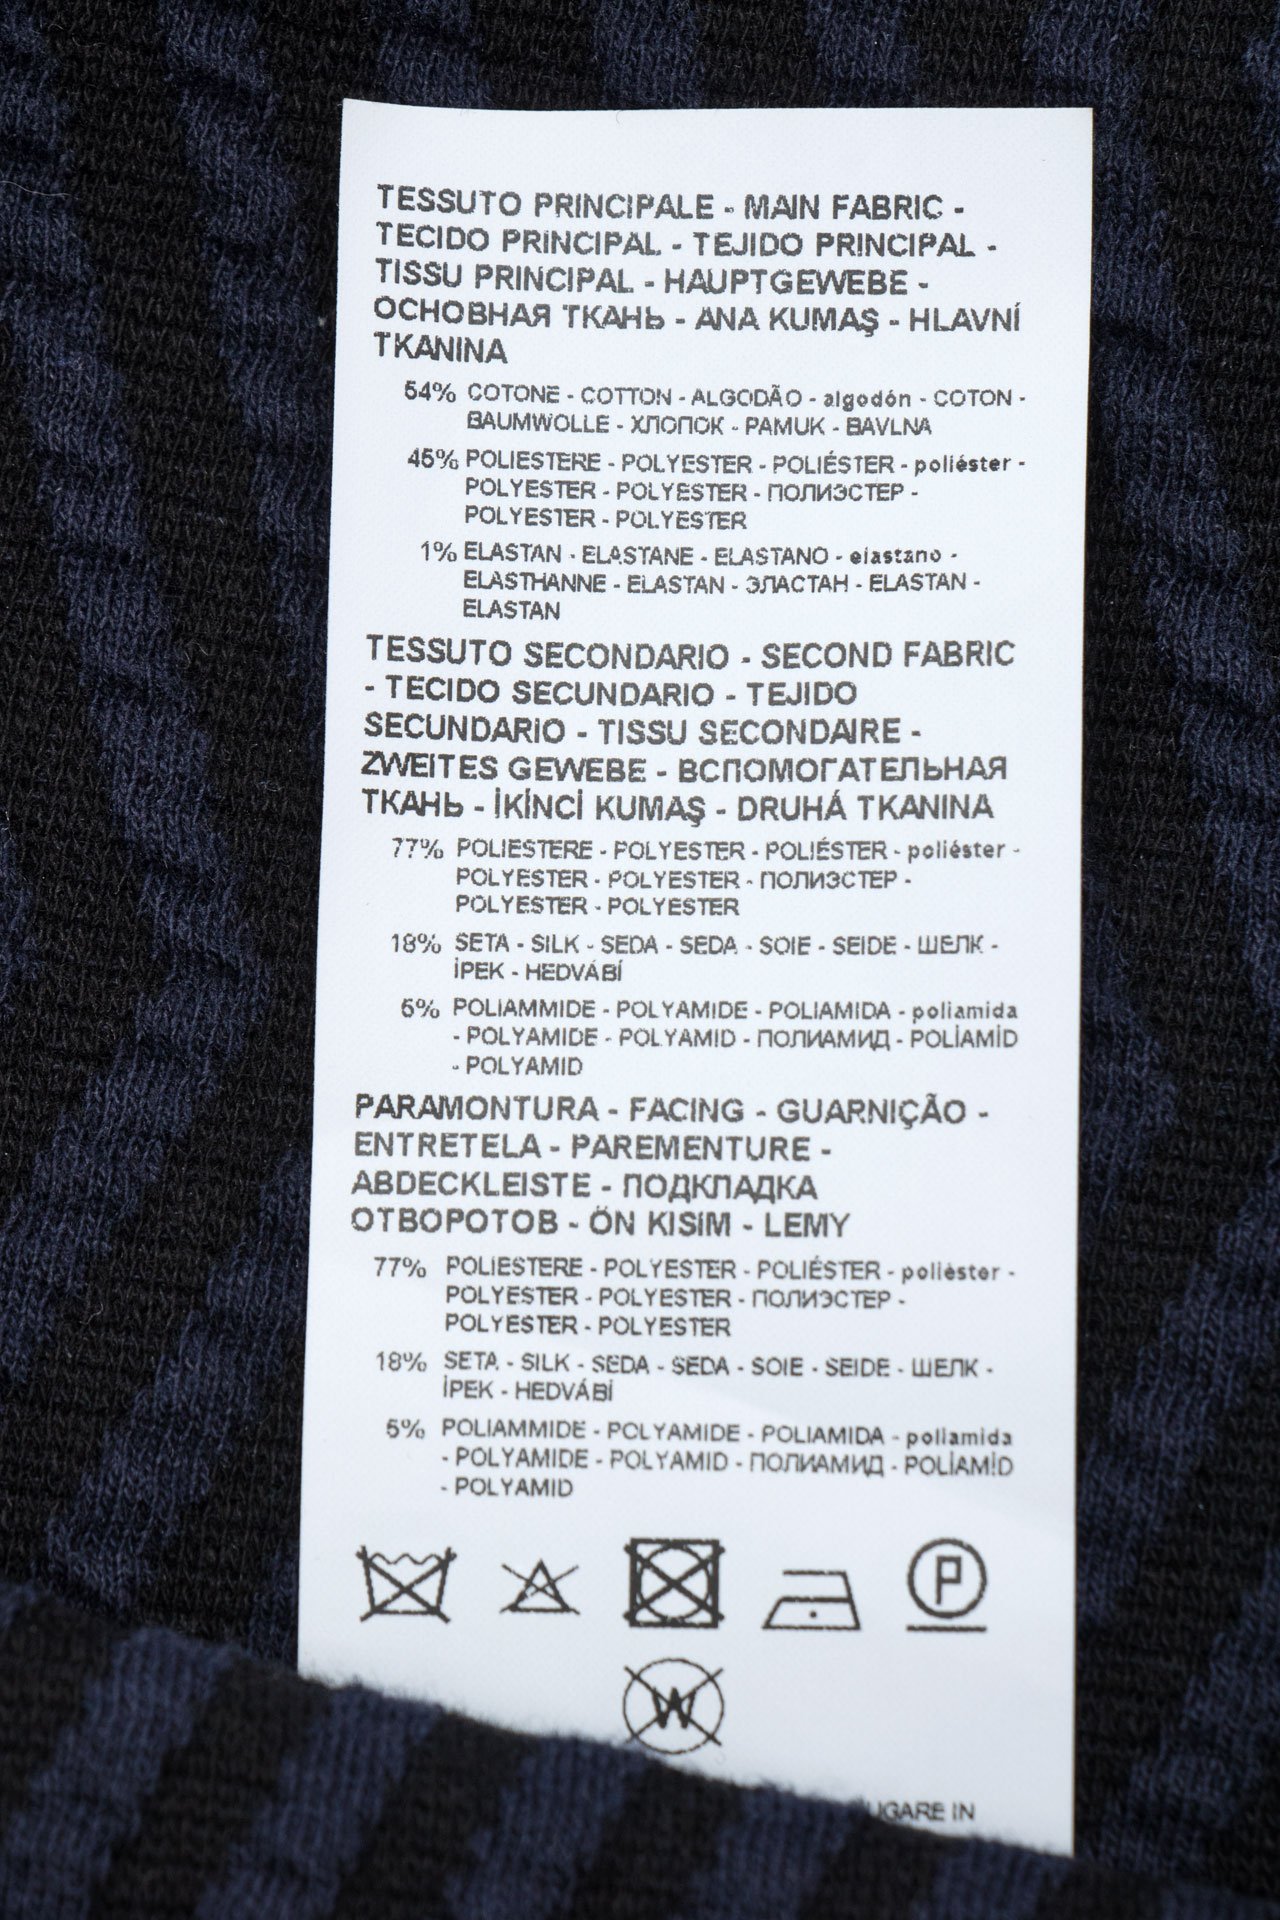 TESSUTO PRINCIPALE - MAIN FABRIC -
TECIDO PRINCIPAL - TEJIDO PRINCIPAL -
TISSU PRINCIPAL - HAUPTGEWEBE -
ОСНОВНАЯ ТКАНЬ - ANA KUMAŞ - HLAVNÍ
TKANINA
54% COTONE - COTTON - ALGODÃO - algodón - COTON -
BAUMWOLLE - ХЛОПОК - PAMUK - BAVLNA
45% POLIESTERE - POLYESTER - POLIÉSTER - poliéster -
POLYESTER - POLYESTER - ПОЛИЭСТЕР -
POLYESTER - POLYESTER
1% ELASTAN - ELASTANE - ELASTANO - elastano -
ELASTHANNE - ELASTAN - ЭЛАСТАН - ELASTAN -
ELASTAN
TESSUTO SECONDARIO - SECOND FABRIC
- TECIDO SECUNDARIO - TEJIDO
SECUNDARIO - TISSU SECONDAIRE -
ZWEITES GEWEBE - ВСПОМОГАТЕЛЬНАЯ
ТКАНЬ - İKİNCİ KUMAŞ - DRUHÁ TKANINA
77% POLIESTERE - POLYESTER - POLIÉSTER - poliéster -
POLYESTER - POLYESTER - ПОЛИЭСТЕР -
POLYESTER - POLYESTER
18% SETA - SILK - SEDA - SEDA - SOIE - SEIDE - ШЕЛК -
İPEK - HEDVÁBÍ
5% POLIAMMIDE - POLYAMIDE - POLIAMIDA - poliamida
- POLYAMIDE - POLYAMID - ПОЛИАМИД - POLİAMİD
- POLYAMID
PARAMONTURA - FACING - GUARNIÇÃO -
ENTRETELA - PAREMENTURE -
ABDECKLEISTE - ПОДКЛАДКА
ОТВОРОТОВ - ÖN KISIM - LEMY
77% POLIESTERE - POLYESTER - POLIÉSTER - poliéster -
POLYESTER - POLYESTER - ПОЛИЭСТЕР -
POLYESTER - POLYESTER
18% SETA - SILK - SEDA - SEDA - SOIE - SEIDE - ШЕЛК -
İPEK - HEDVÁBÍ
5% POLIAMMIDE - POLYAMIDE - POLIAMIDA - poliamida
- POLYAMIDE - POLYAMID - ПОЛИАМИД - POLİAMİD
- POLYAMID
P
W
IN